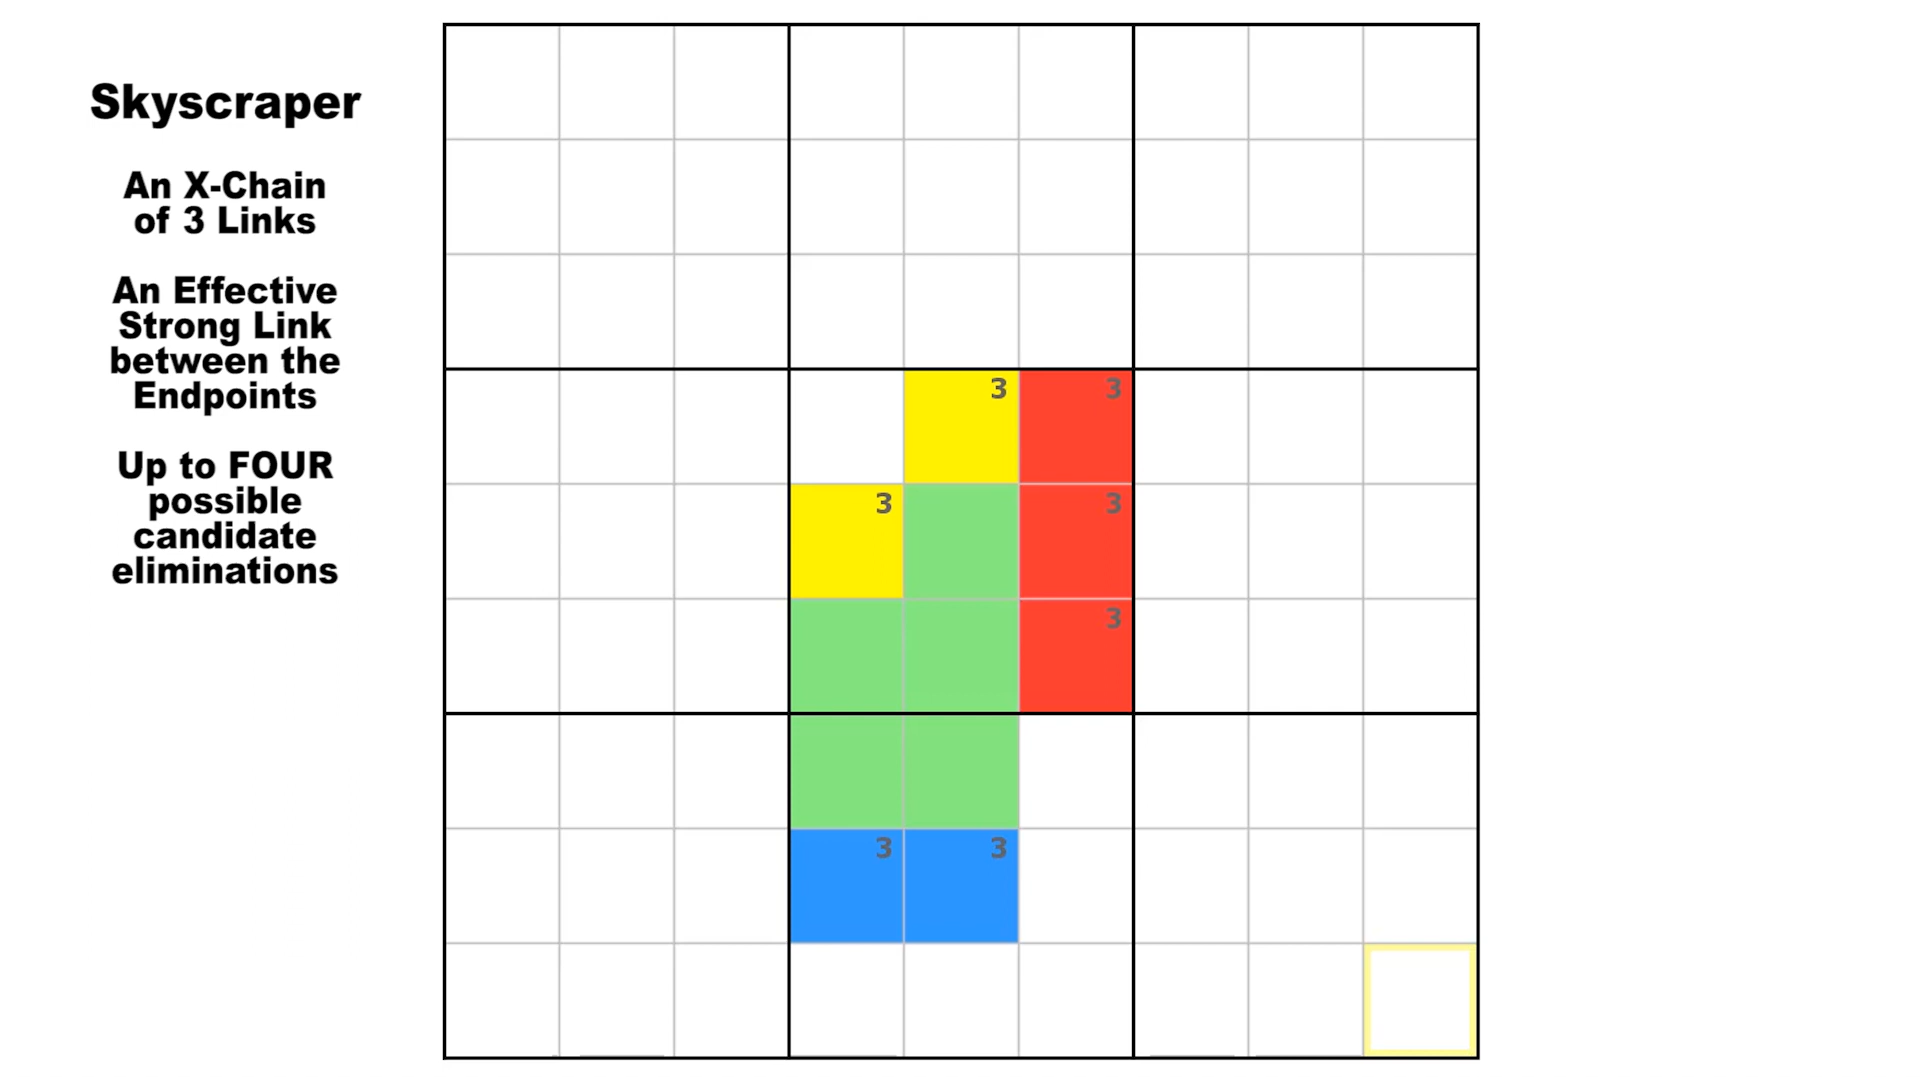 Skyscraper
An X-Chain
of 3 Links
An Effective
Strong Link
between the
Endpoints
Up to FOUR
possible
candidate
eliminations
3 3
3 3
3
3 3